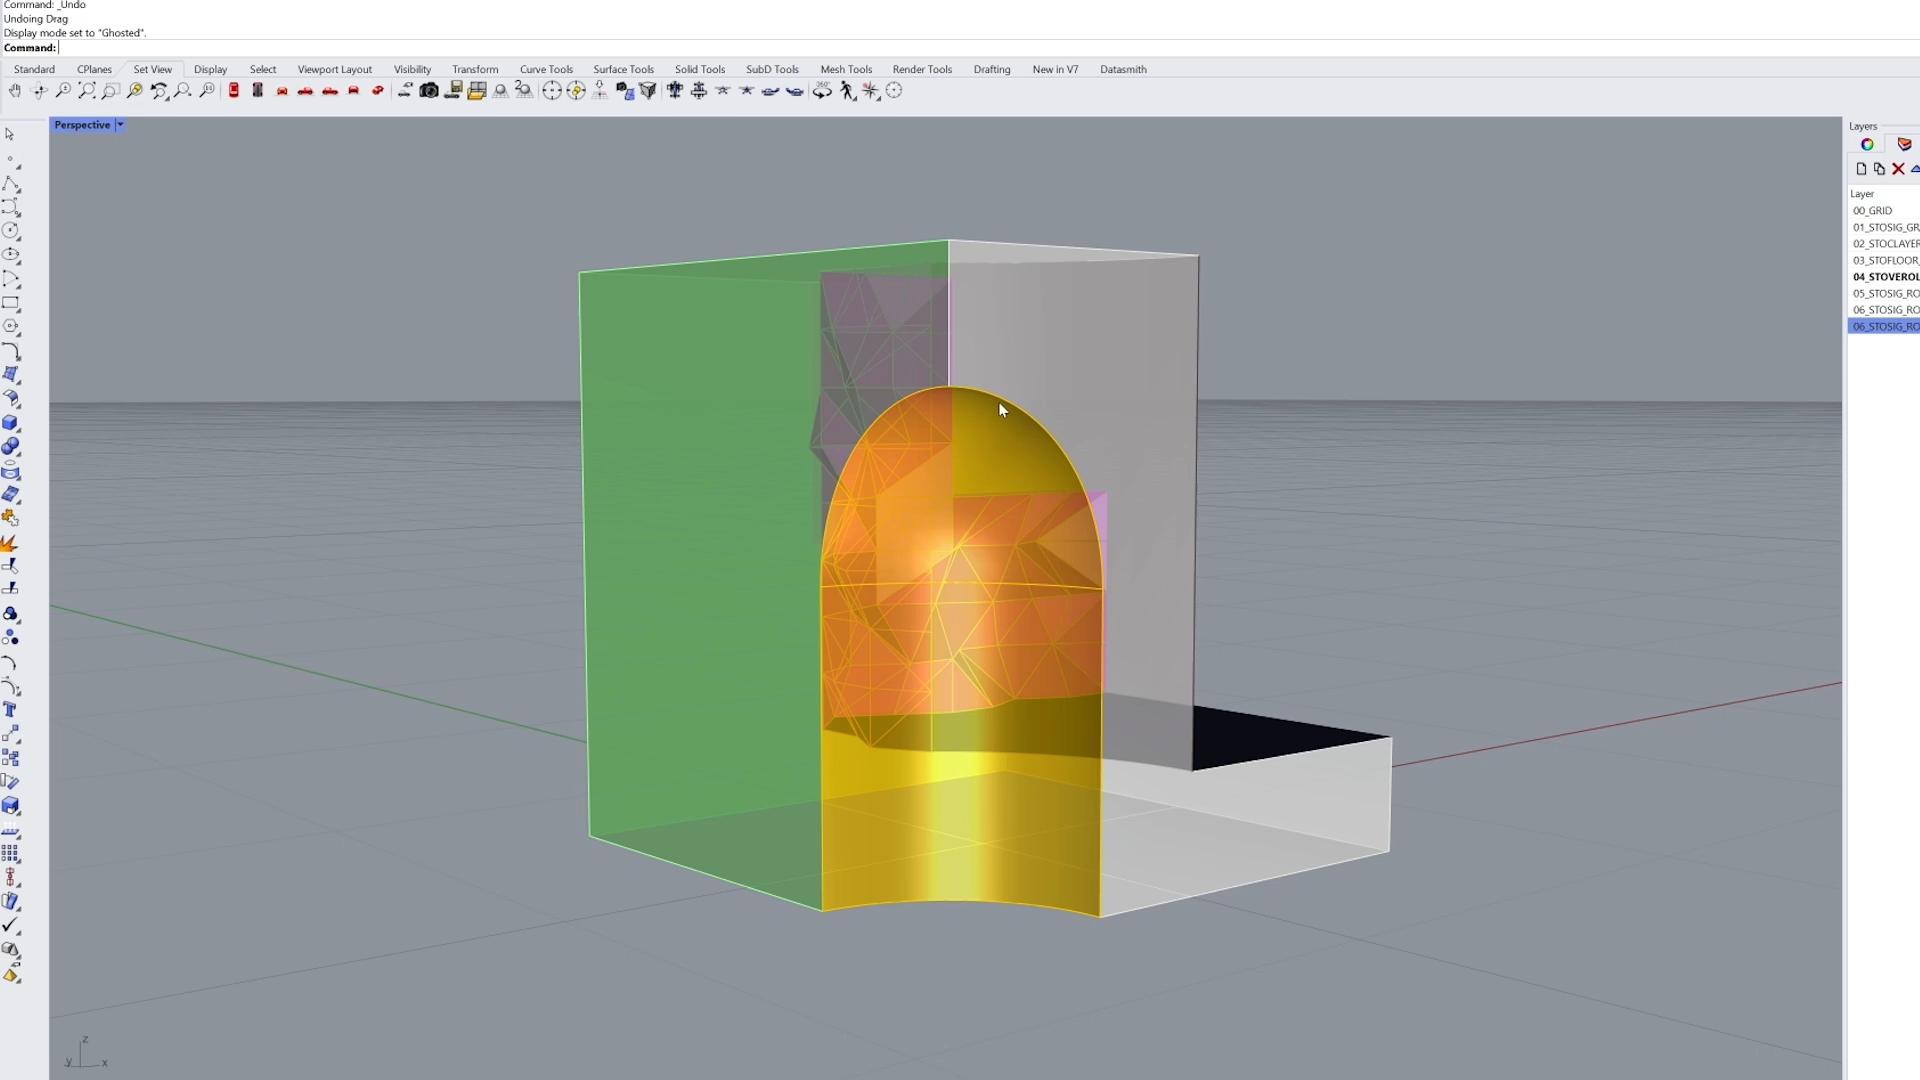 Command: _Undo
Undoing Drag
Display mode set to "Ghosted".
Command:
Standard CPlanes Set View Display Select Viewport Layout Visibility Transform Curve Tools Surface Tools Solid Tools SubD Tools Mesh Tools Render Tools Drafting New in V7 Datasmith
Perspective
Layers
Layer
00_GRID
01_STOSIG_GR
02_STOCLAYER
03_STOFLOOR_
04_STOVEROL
05_STOSIG_RO
06_STOSIG_RO
06_STOSIG_RO
z
y x